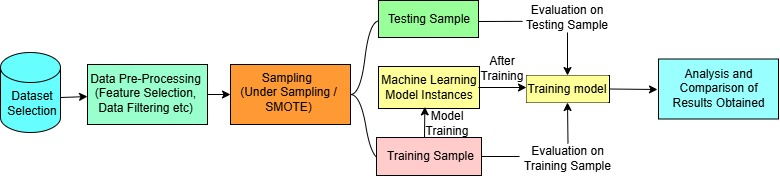 Dataset
Selection
Data Pre-Processing
(Feature Selection,
Data Filtering etc)
Sampling
(Under Sampling /
SMOTE)
Testing Sample
Evaluation on
Testing Sample
Machine Learning
Model Instances
After
Training
Training model
Model
Training
Training Sample
Evaluation on
Training Sample
Analysis and
Comparison of
Results Obtained